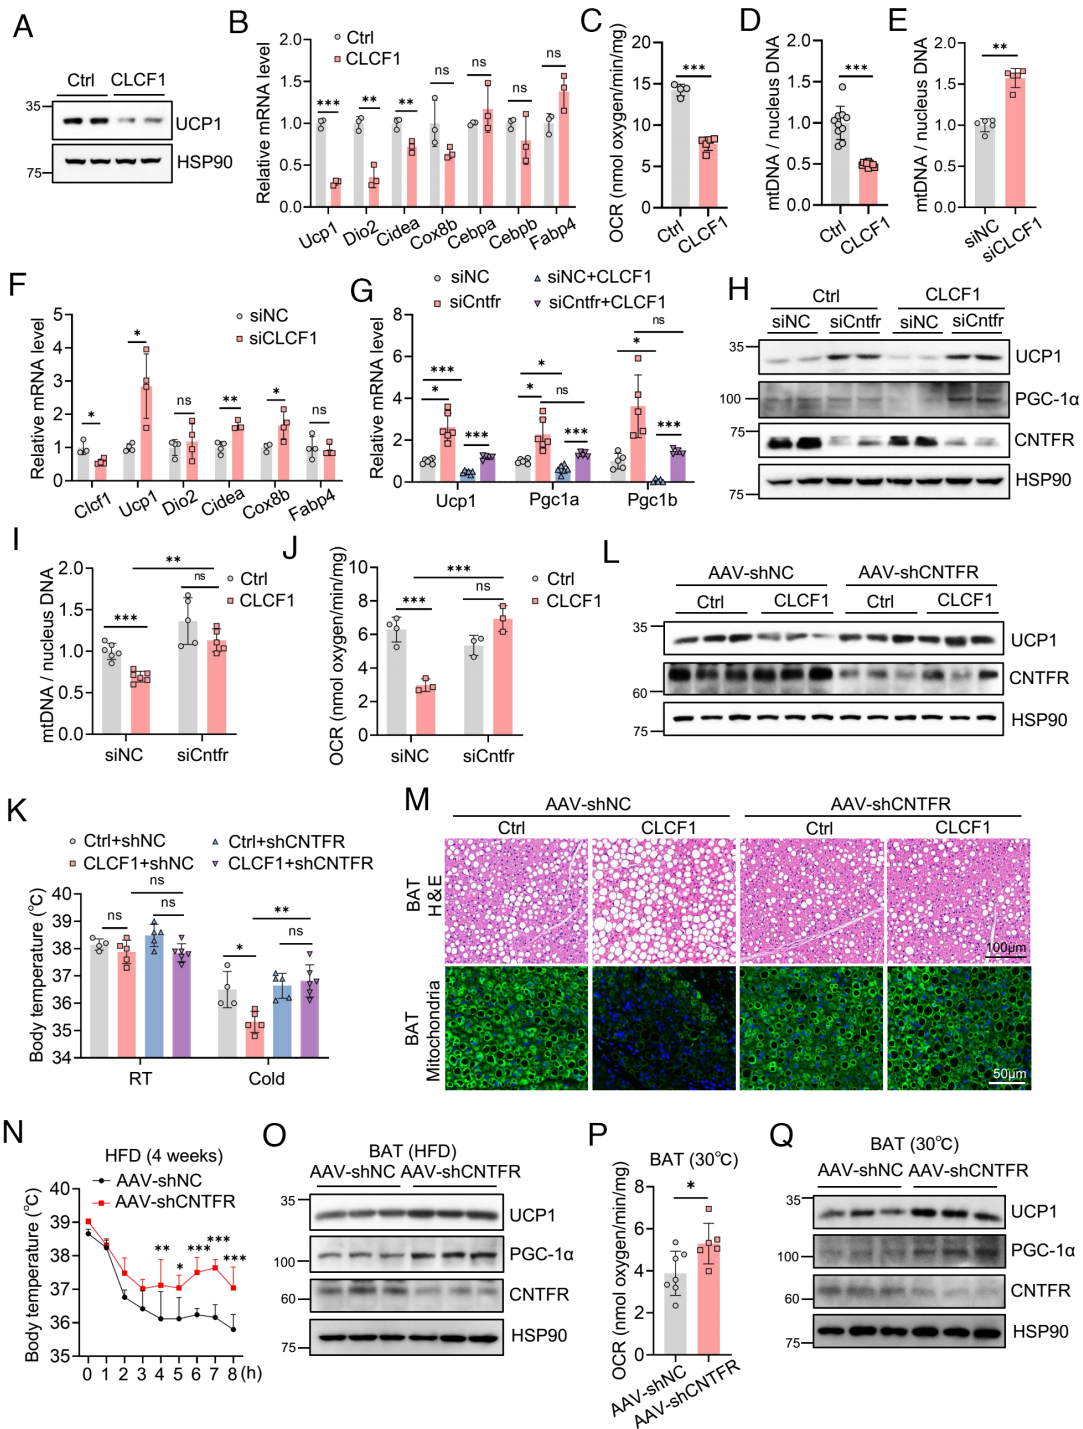 A
Ctrl CLCF1
35
UCP1
HSP90
75
B
Ctrl
CLCF1
Relative mRNA level
2.0
1.5
1.0
0.5
0.0
*** ** ** ns ns ns ns
Ucp1 Dio2 Cidea Cox8b Cebpa Cebpb Fabp4
C
OCR (nmol oxygen/min/mg)
20
15
10
5
0
***
Ctrl CLCF1
D
mtDNA / nucleus DNA
2.0
1.5
1.0
0.5
0.0
***
Ctrl CLCF1
E
mtDNA / nucleus DNA
2.0
1.5
1.0
0.5
0.0
**
siNC siCLCF1
F
siNC
siCLCF1
Relative mRNA level
5
4
3
2
1
0
* * ns ** * ns
Clcf1 Ucp1 Dio2 Cidea Cox8b Fabp4
G
siNC siNC+CLCF1
siCntfr siCntfr+CLCF1
Relative mRNA level
8
6
4
2
0
*** * ***
* * ns ***
ns * ***
Ucp1 Pgc1a Pgc1b
H
Ctrl CLCF1
siNC siCntfr siNC siCntfr
35
UCP1
100
PGC-1α
75
CNTFR
HSP90
75
I
mtDNA / nucleus DNA
2.0
1.5
1.0
0.5
0.0
** ns
***
Ctrl
CLCF1
siNC siCntfr
J
OCR (nmol oxygen/min/mg)
10
8
6
4
2
0
***
*** ns
Ctrl
CLCF1
siNC siCntfr
L
AAV-shNC AAV-shCNTFR
Ctrl CLCF1 Ctrl CLCF1
35
UCP1
CNTFR
60
HSP90
75
K
Ctrl+shNC Ctrl+shCNTFR
CLCF1+shNC CLCF1+shCNTFR
Body temperature (°C)
40
39
38
37
36
35
34
ns
ns ns
**
* ns
RT Cold
M
AAV-shNC AAV-shCNTFR
Ctrl CLCF1 Ctrl CLCF1
BAT
H&E
100μm
BAT
Mitochondria
50μm
N
HFD (4 weeks)
AAV-shNC
AAV-shCNTFR
Body temperature (°C)
40
39
38
37
36
35
** * *** *** ***
0 1 2 3 4 5 6 7 8 (h)
O
BAT (HFD)
AAV-shNC AAV-shCNTFR
35
UCP1
100
PGC-1α
60
CNTFR
75
HSP90
P
BAT (30°C)
OCR (nmol oxygen/min/mg)
8
6
4
2
0
*
AAV-shNC
AAV-shCNTFR
Q
BAT (30°C)
AAV-shNC AAV-shCNTFR
35
UCP1
100
PGC-1α
60
CNTFR
75
HSP90